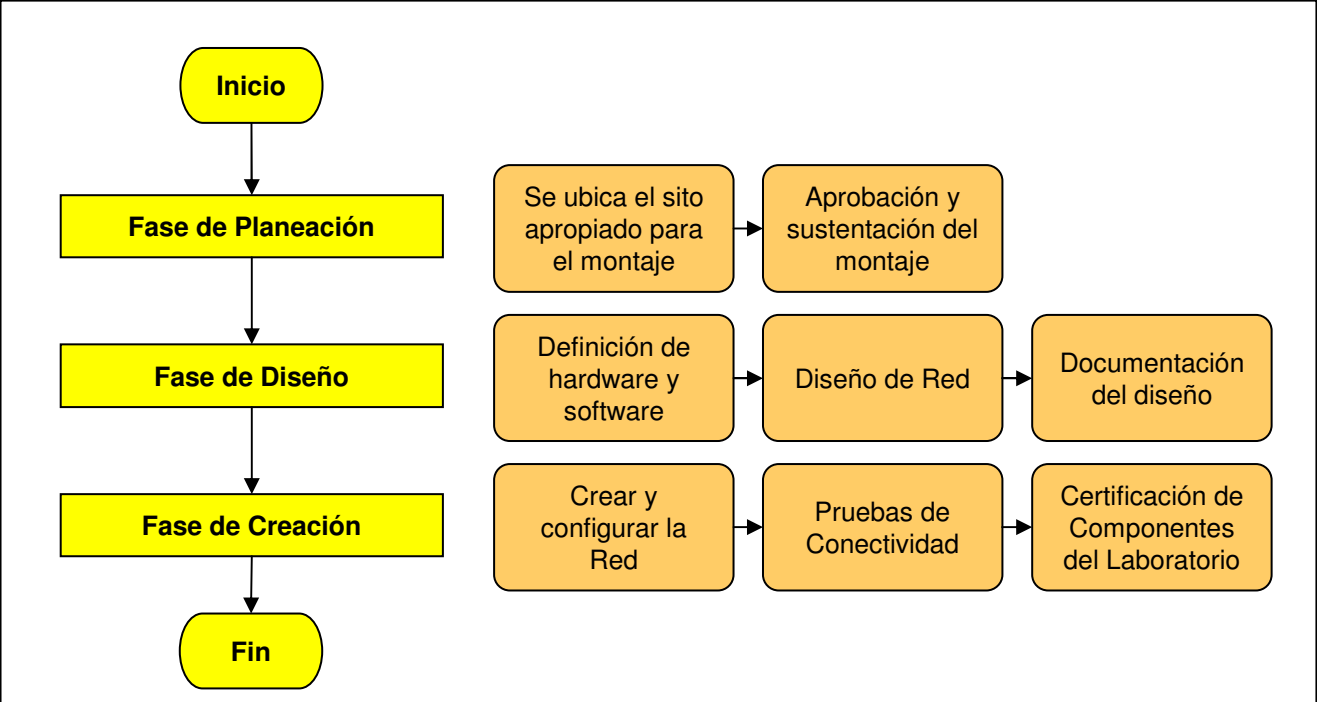 Inicio
Fase de Planeación
Se ubica el sito
apropiado para
el montaje
Aprobación y
sustentación del
montaje
Fase de Diseño
Definición de
hardware y
software
Diseño de Red
Documentación
del diseño
Fase de Creación
Crear y
configurar la
Red
Pruebas de
Conectividad
Certificación de
Componentes
del Laboratorio
Fin